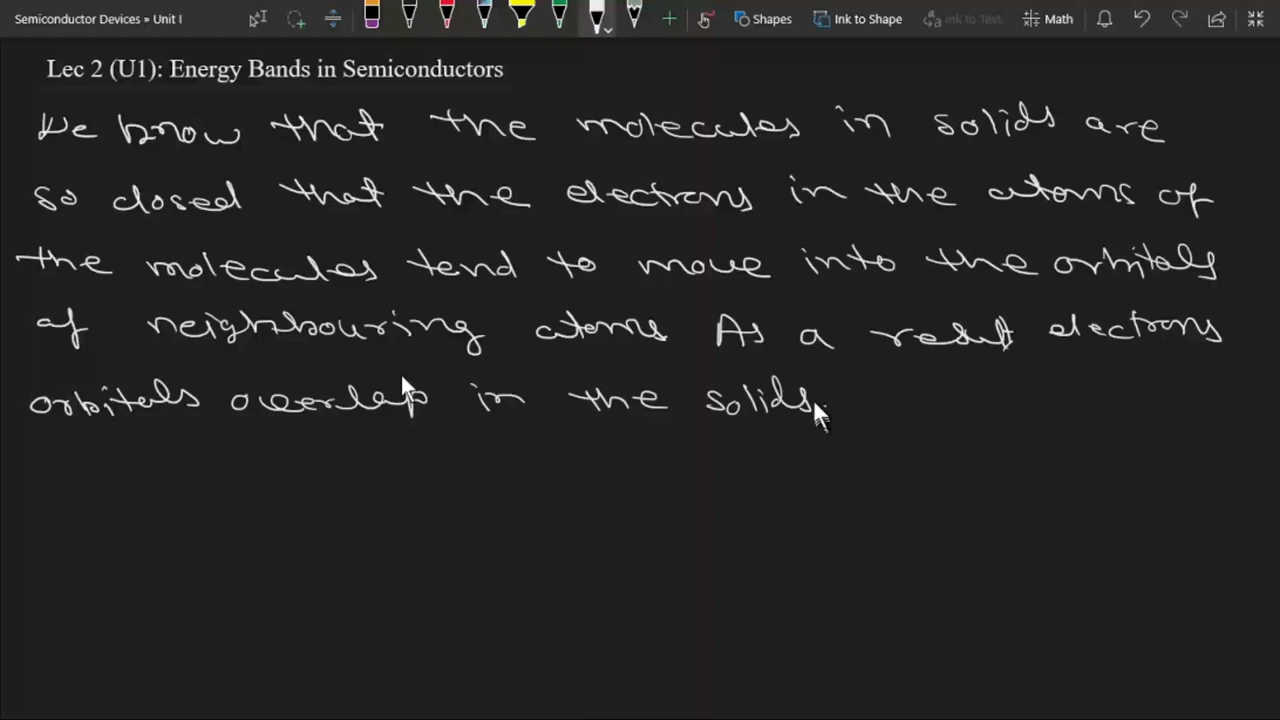 Semiconductor Devices » Unit I
Shapes
Ink to Shape
Ink to Text
Math
Lec 2 (U1): Energy Bands in Semiconductors
We know that the molecules in solids are
so closed that the electrons in the atoms of
the molecules tend to move into the orbitals
of neighbouring atoms As a result electrons
orbitals overlap in the solids.